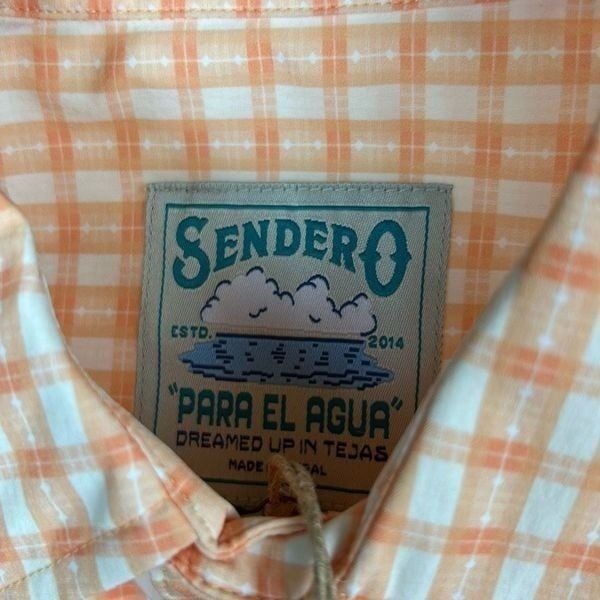 SENDERO
ESTD. 2014
"PARA EL AGUA"
DREAMED UP IN TEJAS
MADE